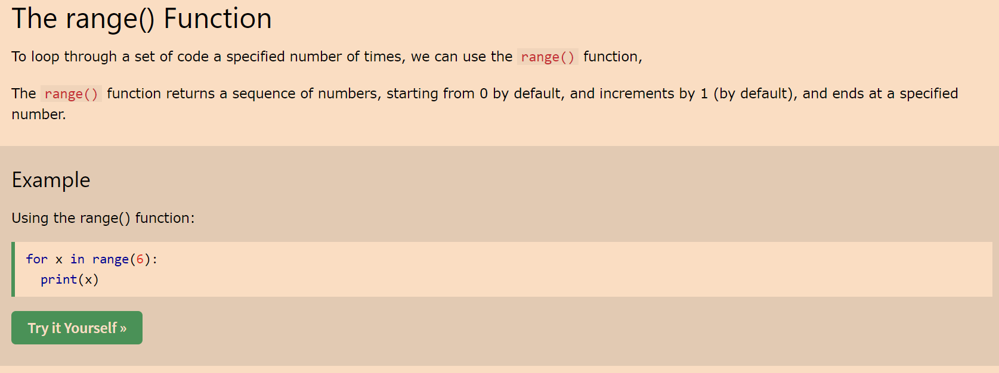 The range() Function
To loop through a set of code a specified number of times, we can use the range() function,
The range() function returns a sequence of numbers, starting from 0 by default, and increments by 1 (by default), and ends at a specified
number.
Example
Using the range() function:
for x in range(6):
  print(x)
Try it Yourself »